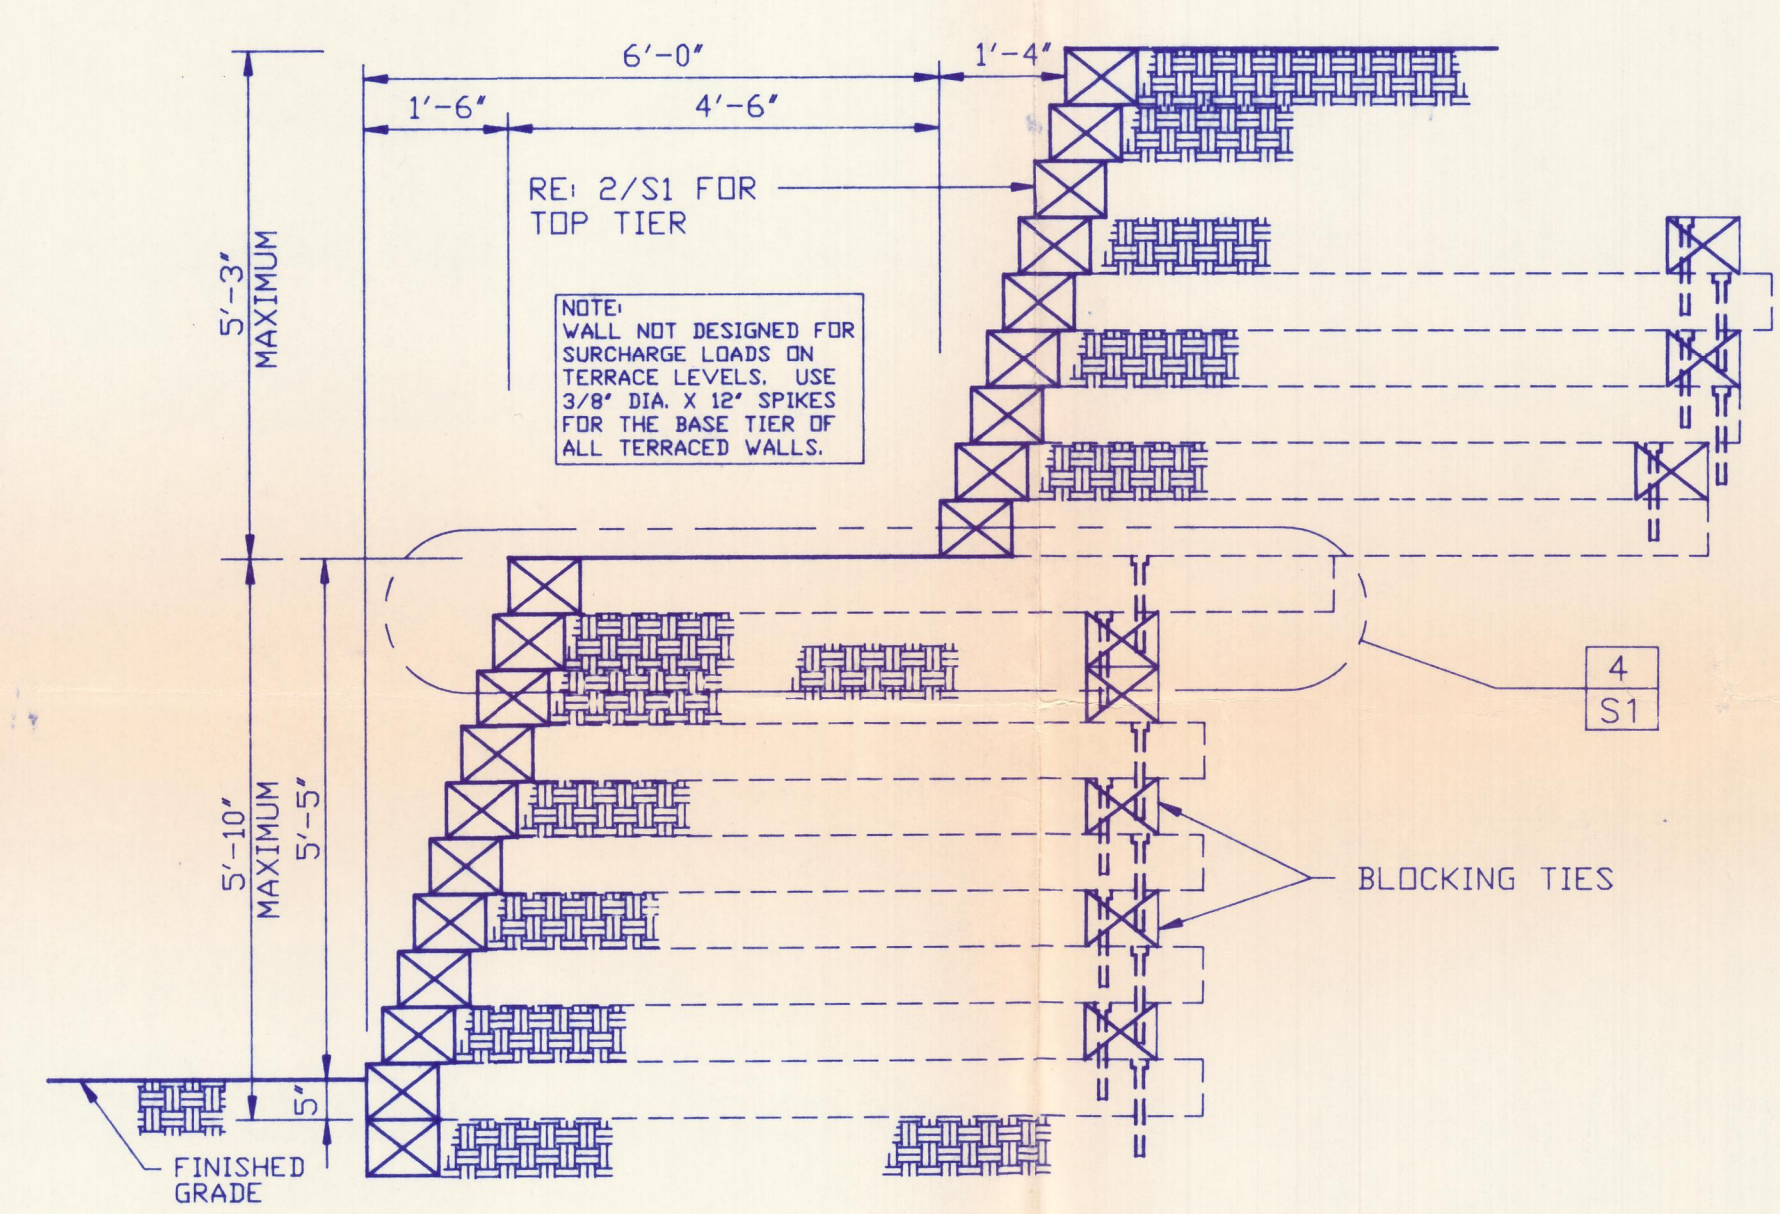 6'-0"
1'-4"
1'-6"
4'-6"
RE: 2/S1 FOR
TOP TIER
5'-3"
MAXIMUM
NOTE:
WALL NOT DESIGNED FOR
SURCHARGE LOADS ON
TERRACE LEVELS. USE
3/8" DIA. X 12" SPIKES
FOR THE BASE TIER OF
ALL TERRACED WALLS.
4
S1
5'-10"
MAXIMUM
5'-5"
BLOCKING TIES
5"
FINISHED
GRADE